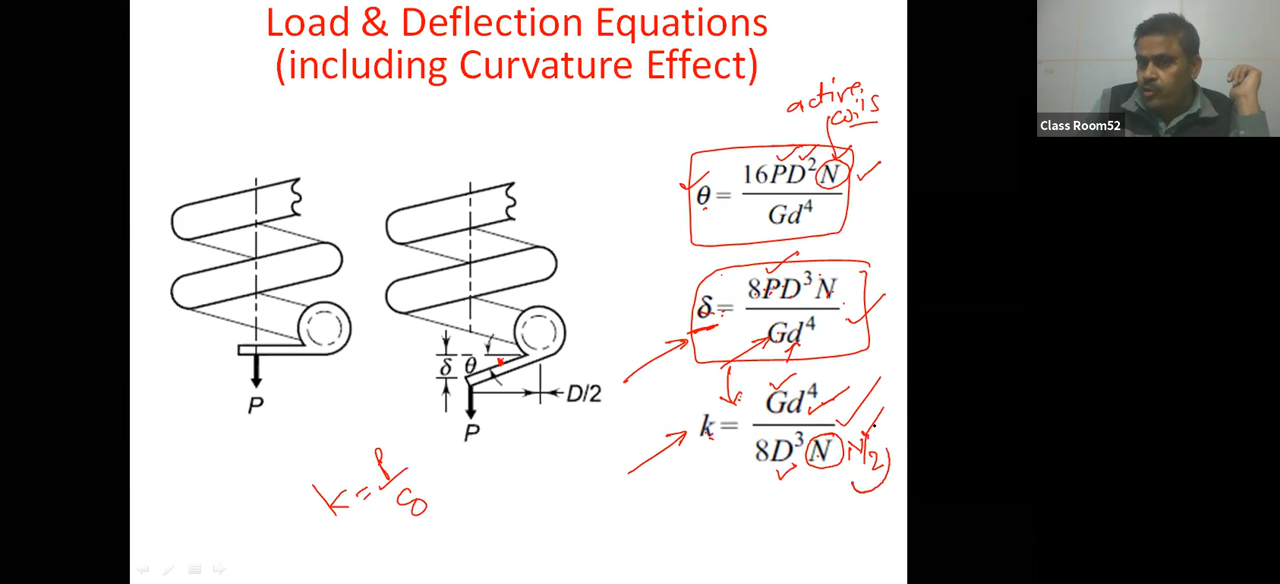 Load & Deflection Equations
(including Curvature Effect)
Class Room52
active
coils
θ = 16PD²N / Gd⁴
δ = 8PD³N / Gd⁴
k = Gd⁴ / 8D³N
N/2)
δ θ
D/2
P
P
k = P/